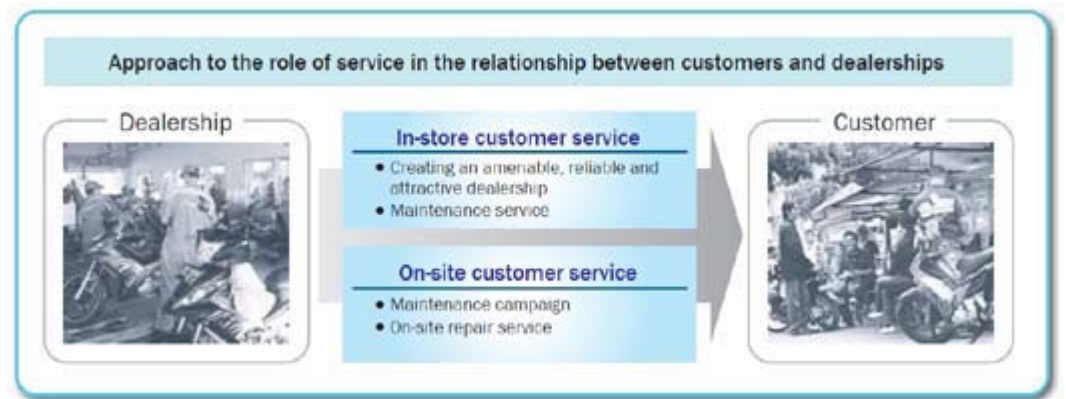 Approach to the role of service in the relationship between customers and dealerships
Dealership
In-store customer service
• Creating an amenable, reliable and
attractive dealership
• Maintenance service
On-site customer service
• Maintenance campaign
• On-site repair service
Customer